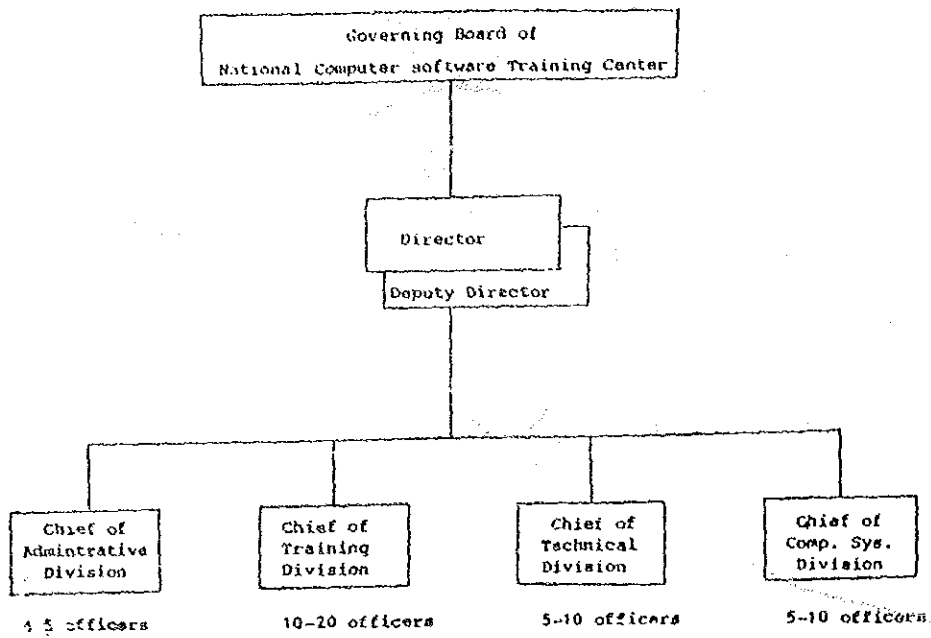 Governing Board of
National Computer Software Training Center
Director
Deputy Director
Chief of
Admintrative
Division
Chief of
Training
Division
Chief of
Technical
Division
Chief of
Comp. Sys.
Division
4-5 officers
10-20 officers
5-10 officers
5-10 officers